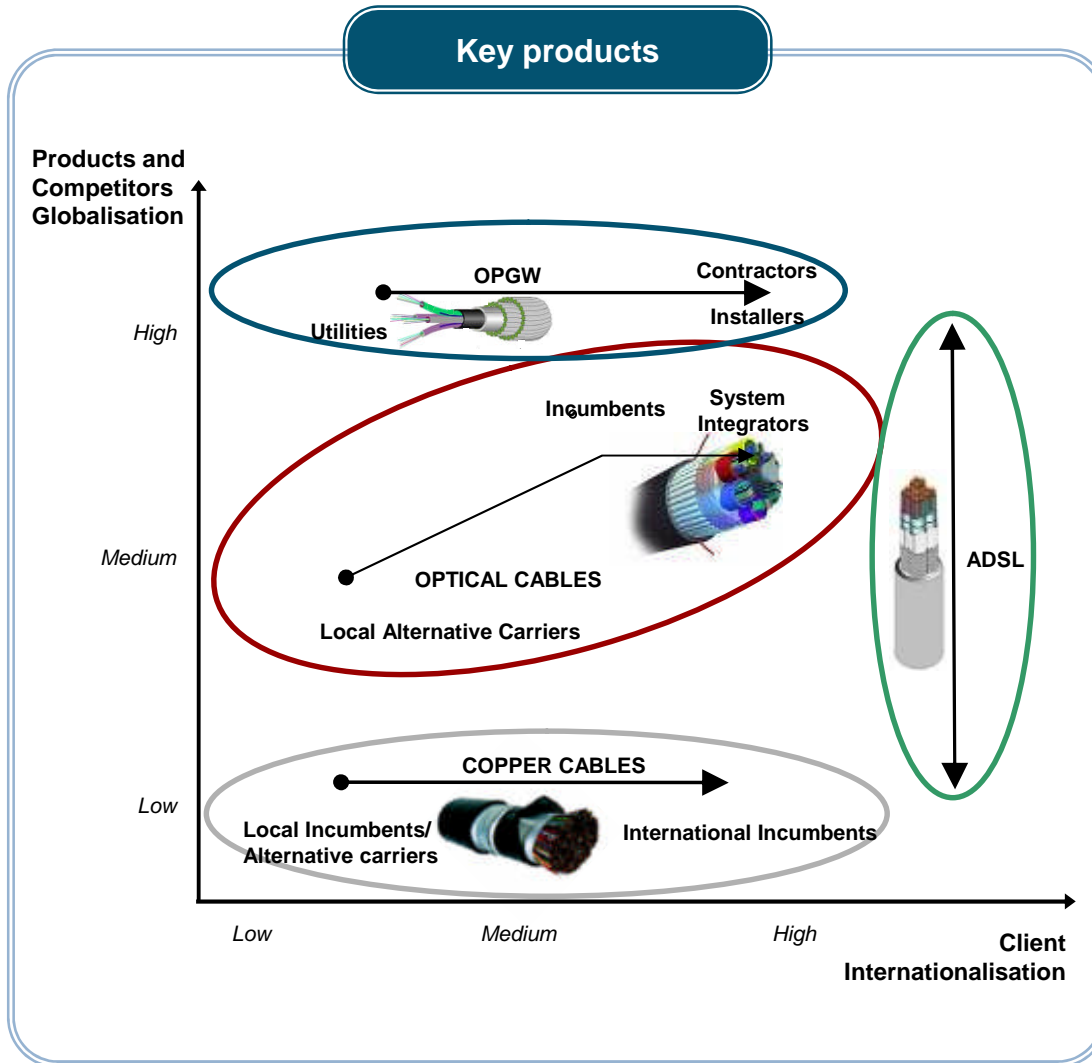 Key products
Products and
Competitors
Globalisation
OPGW
Contractors
Utilities
Installers
High
Incumbents
System
Integrators
Medium
OPTICAL CABLES
ADSL
Local Alternative Carriers
COPPER CABLES
Low
Local Incumbents/
Alternative carriers
International Incumbents
Low
Medium
High
Client
Internationalisation